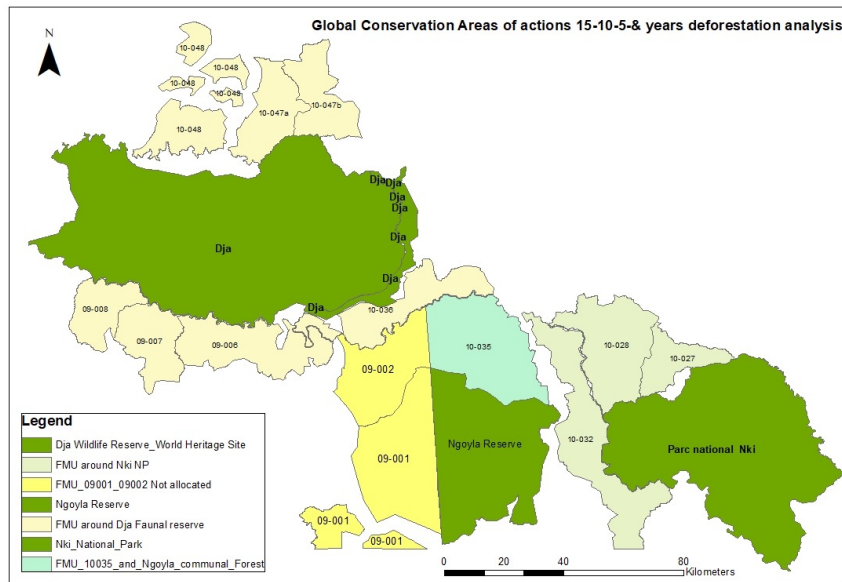 Global Conservation Areas of actions 15-10-5-& years deforestation analysis
N
10-048
10-048
10-048
10-048
10-047a
10-047b
10-048
Dja
Dja
Dja
Dja
Dja
Dja
Dja
Dja
09-008
10-036
09-007
09-006
10-035
10-028
10-027
09-002
Ngoyla Reserve
10-032
Parc national Nki
09-001
09-001
09-001
Legend
Dja Wildlife Reserve_World Heritage Site
FMU around Nki NP
FMU_09001_09002 Not allocated
Ngoyla Reserve
FMU around Dja Faunal reserve
Nki_National_Park
FMU_10035_and_Ngoyla_communal_Forest
0 20 40 80
Kilometers